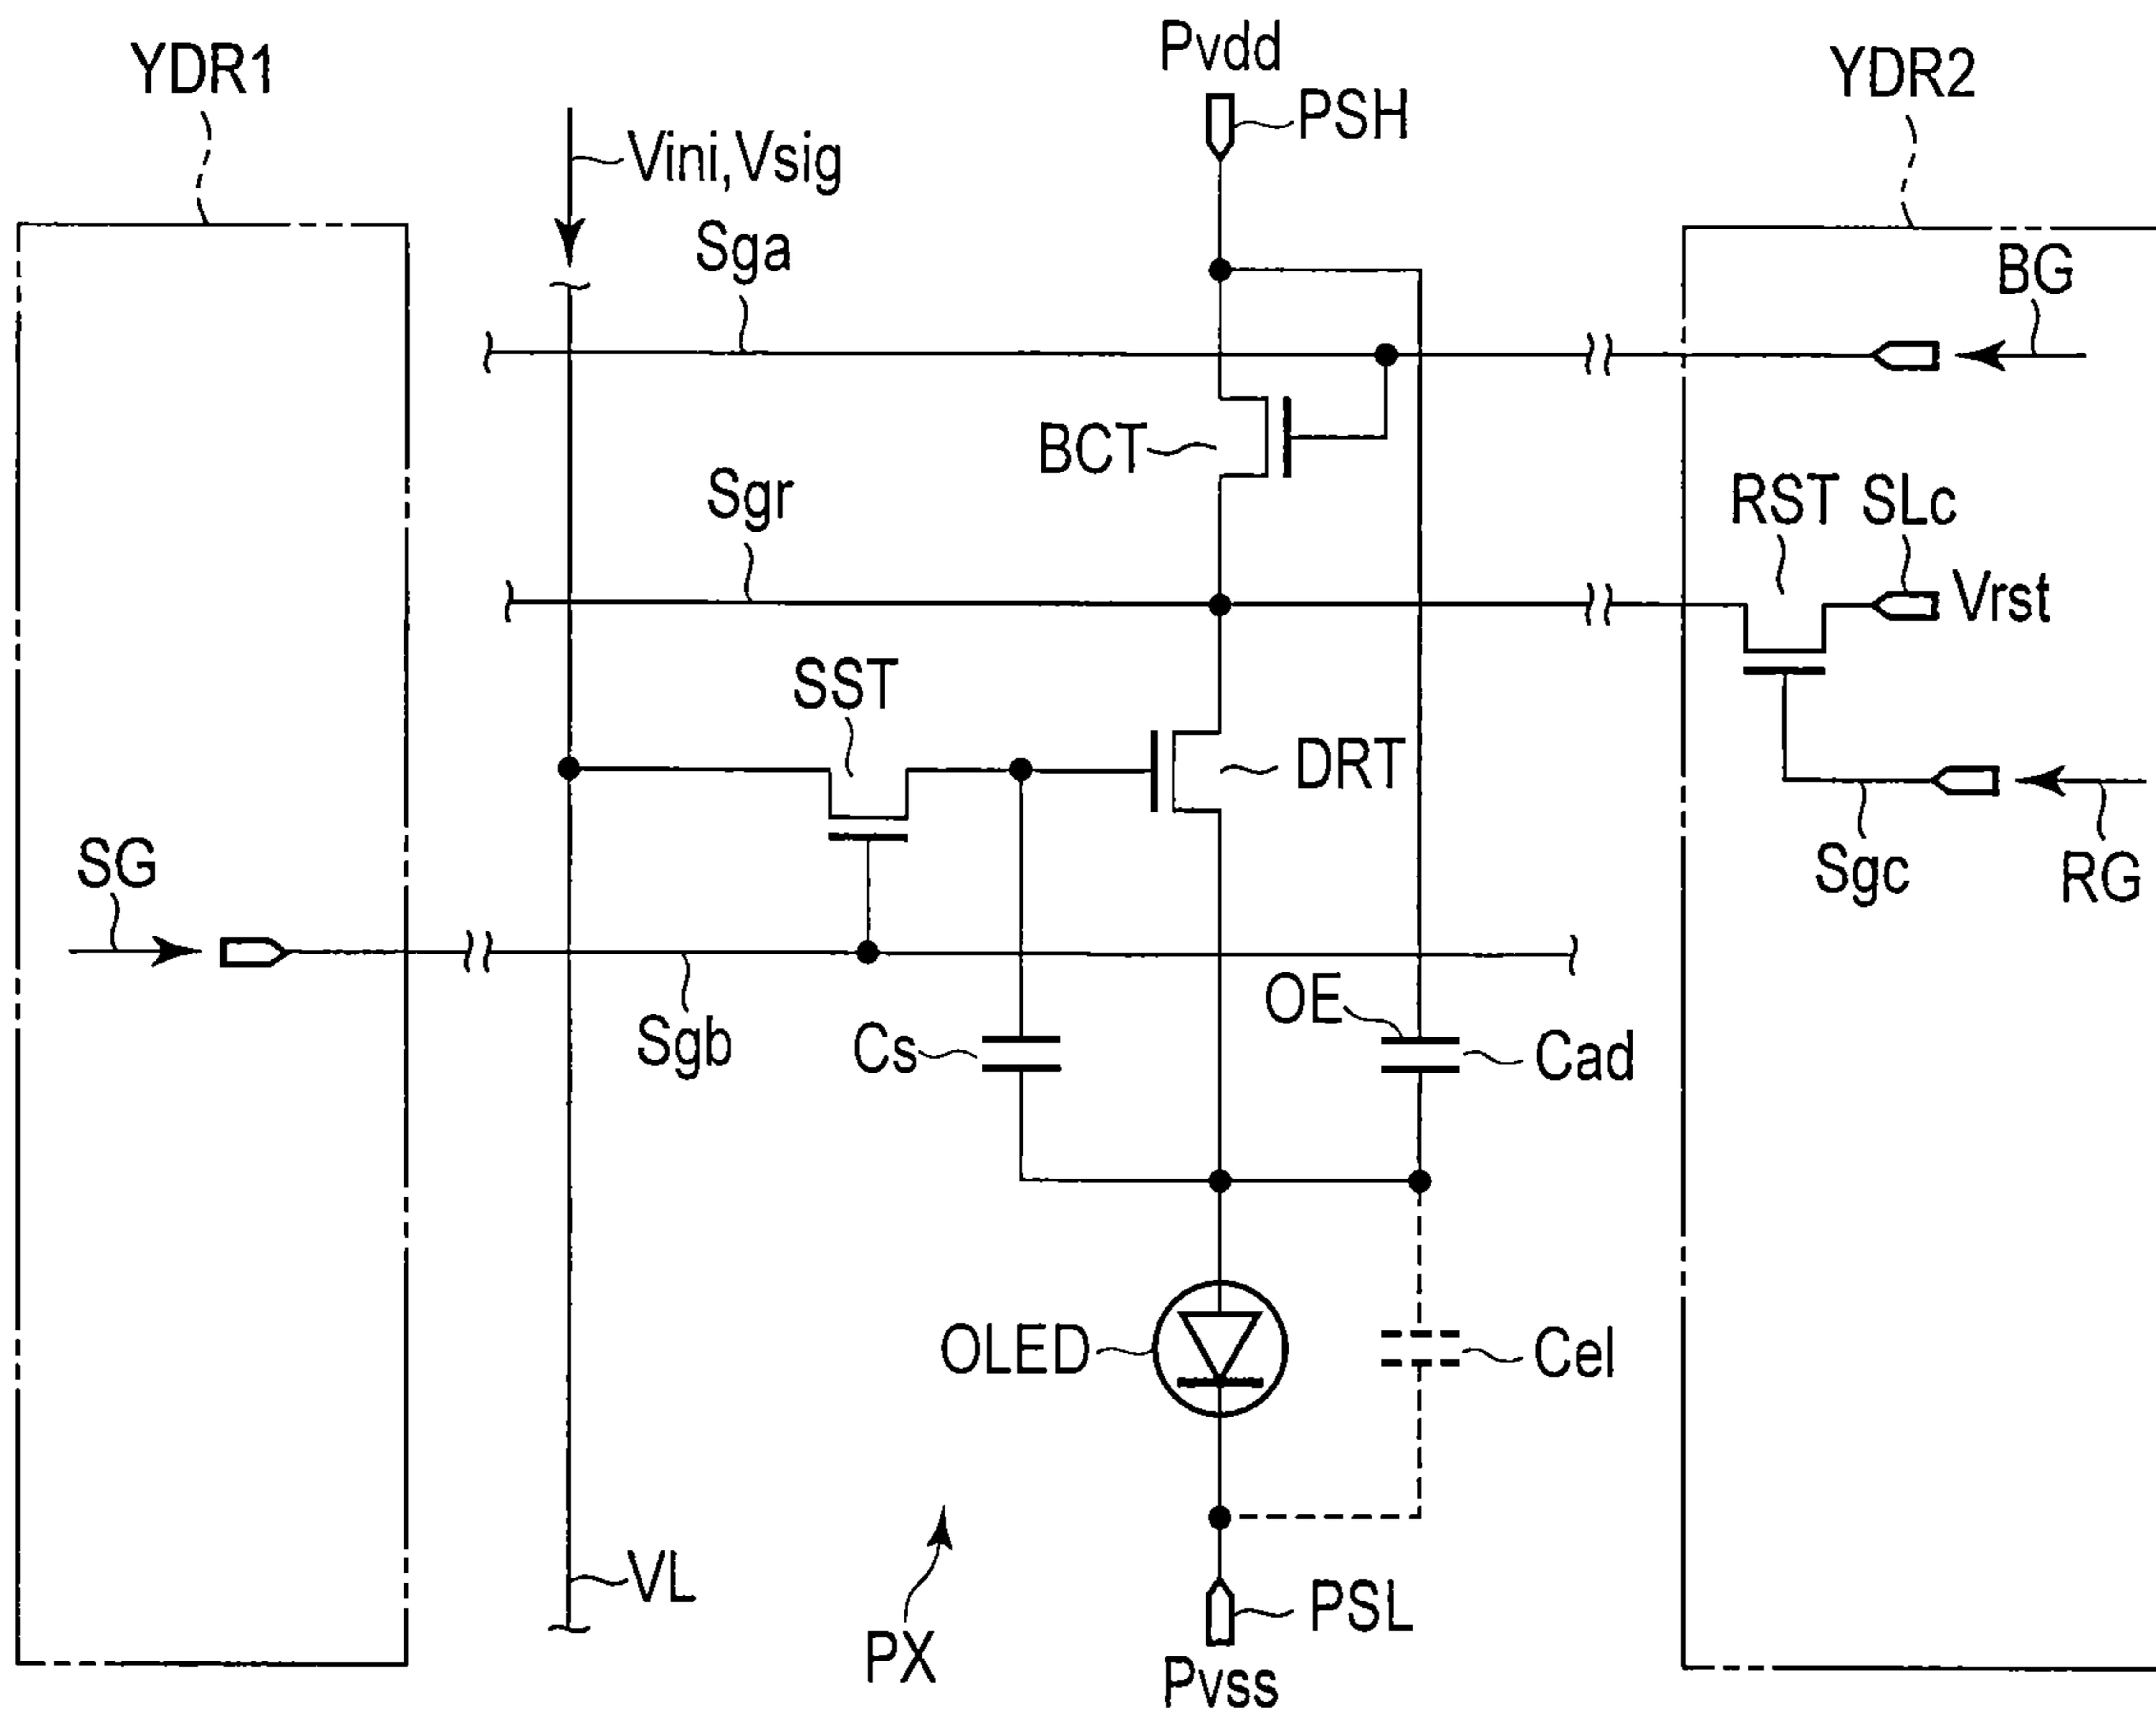 Pvdd
YDR1
YDR2
PSH
Vini,Vsig
Sga
BG
BCT
Sgr
RST SLc
Vrst
SST
DRT
SG
Sgc
RG
OE
Sgb
Cs
Cad
OLED
Cel
VL
PSL
PX
Pvss